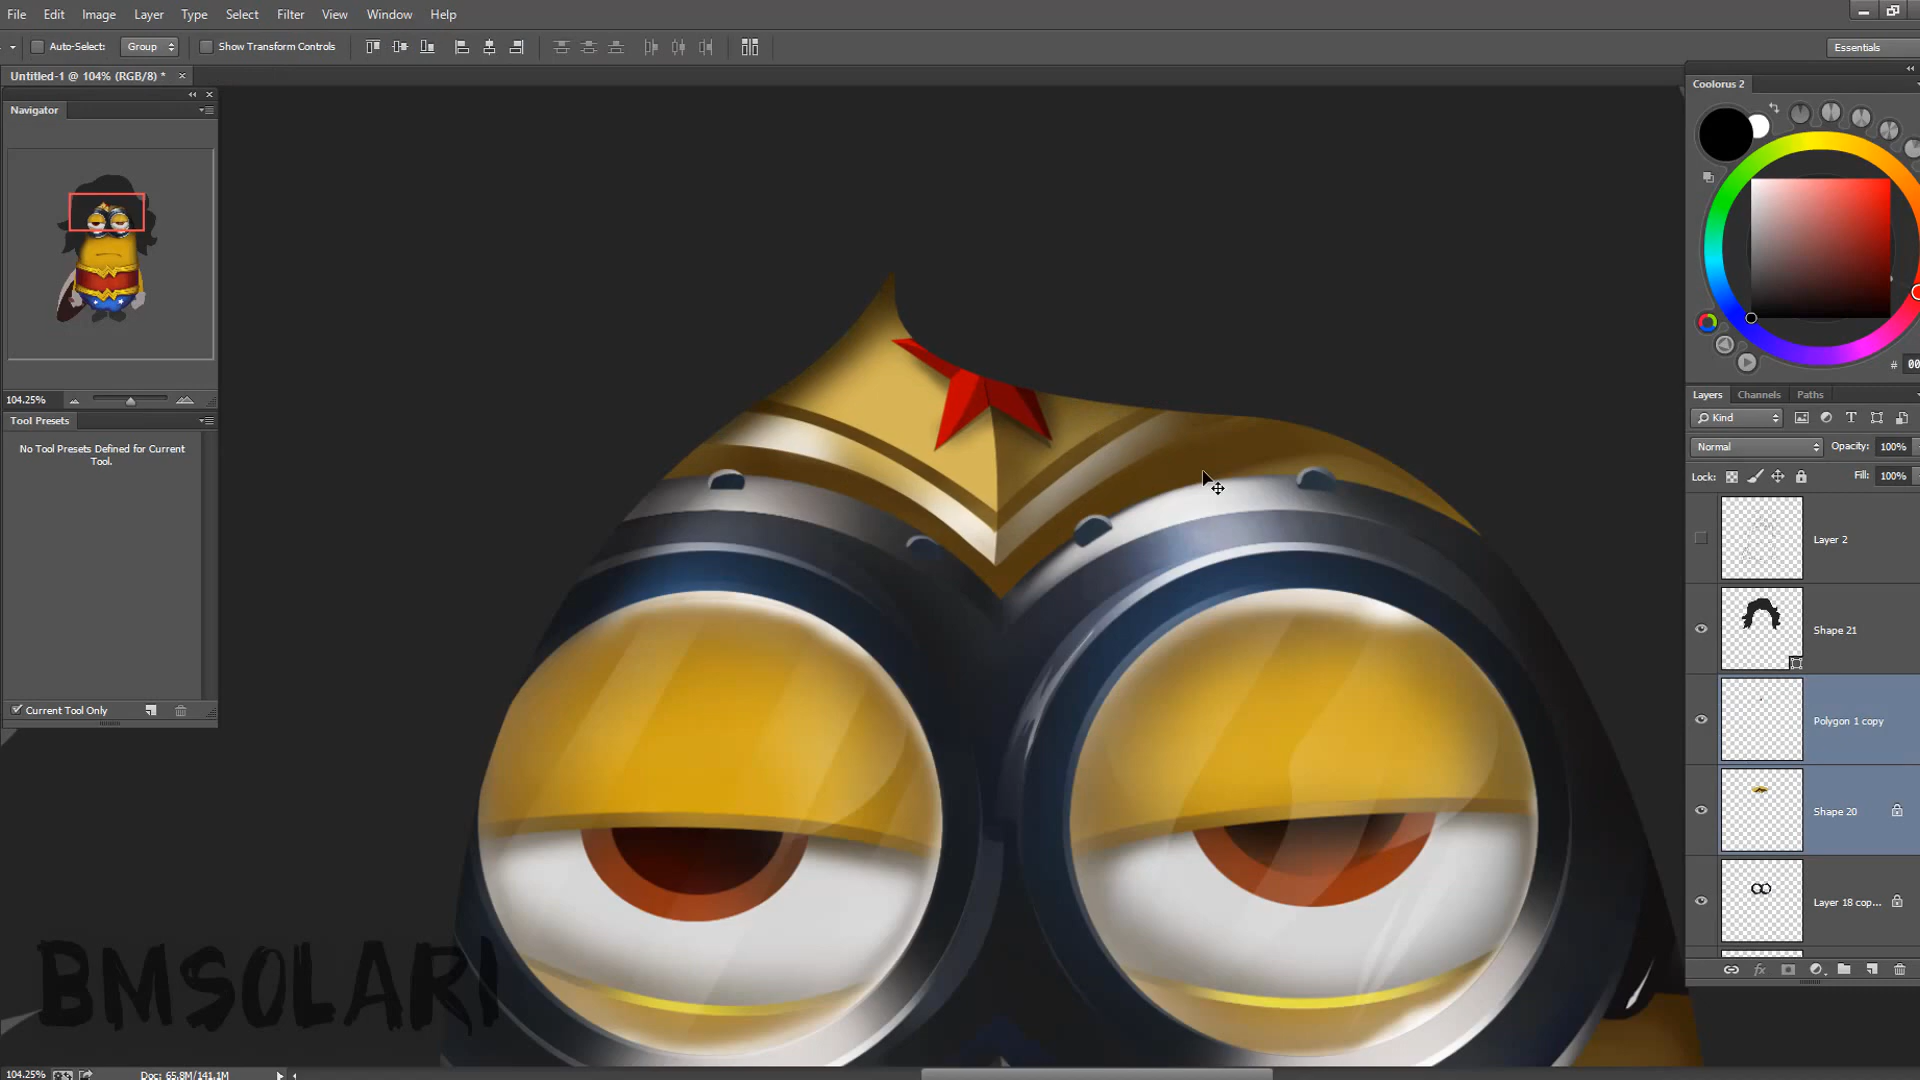 File Edit Image Layer Type Select Filter View Window Help
Auto-Select: Group Show Transform Controls
Essentials
Untitled-1 @ 104% (RGB/8) *
Navigator
Coolorus 2
# 00
104.25%
Tool Presets
No Tool Presets Defined for Current
Tool.
Current Tool Only
Layers Channels Paths
Kind
Normal Opacity: 100%
Lock: Fill: 100%
Layer 2
Shape 21
Polygon 1 copy
Shape 20
Layer 18 cop...
fx
BMSOLARI
104.25% Doc: 65.8M/141.1M